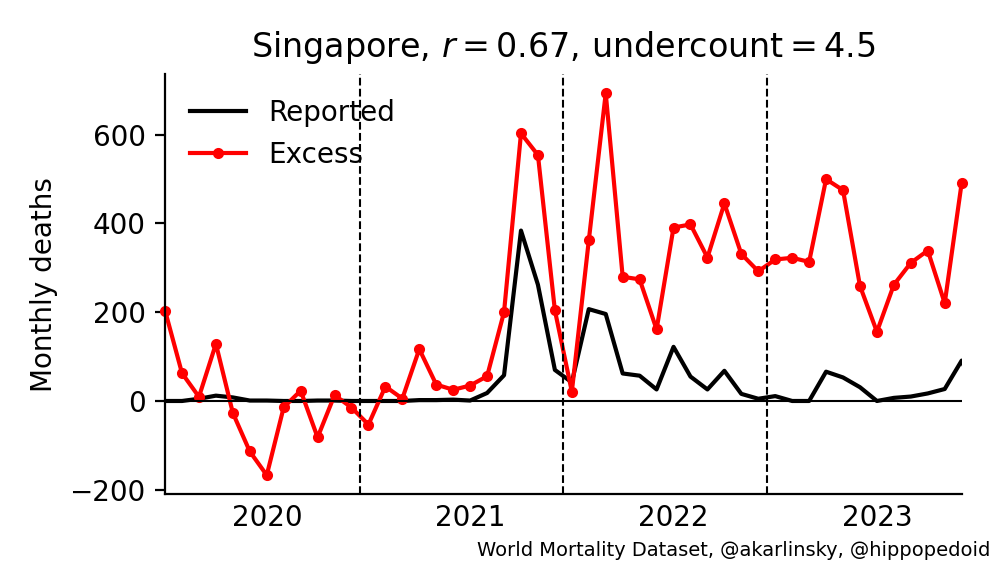 Singapore, r = 0.67, undercount = 4.5
Reported
Excess
Monthly deaths
600
400
200
0
−200
2020 2021 2022 2023
World Mortality Dataset, @akarlinsky, @hippopedoid